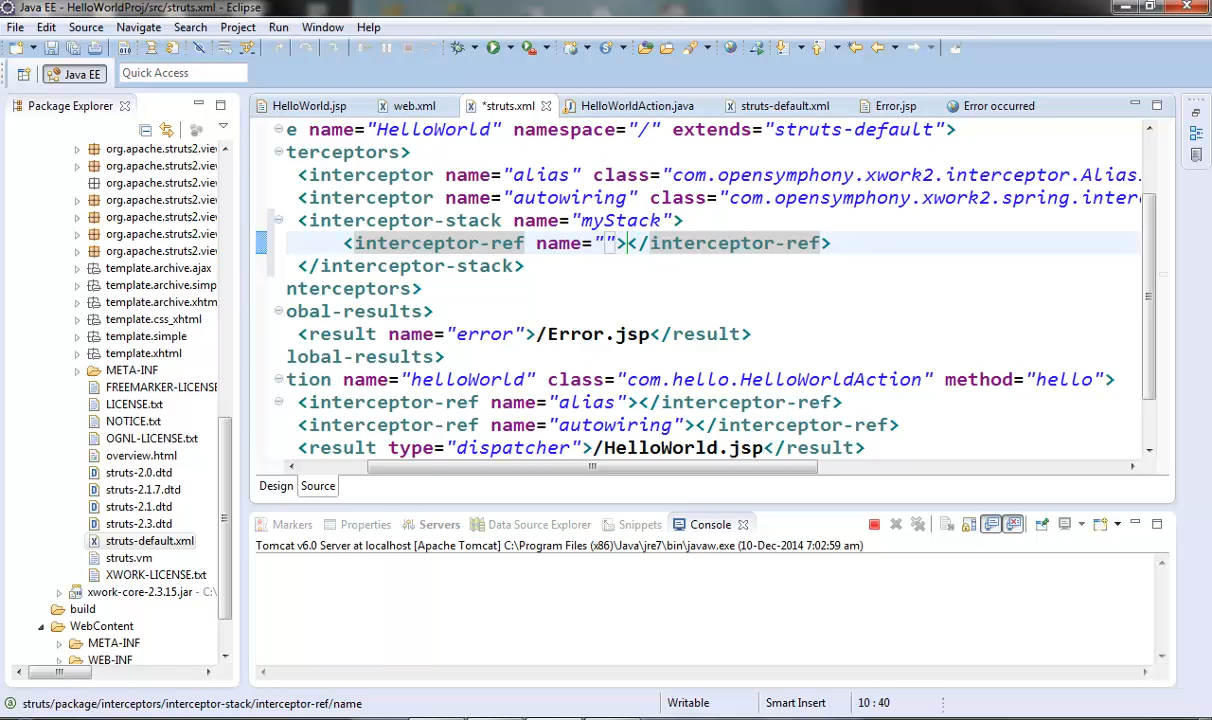 Java EE - HelloWorldProj/src/struts.xml - Eclipse
File Edit Source Navigate Search Project Run Window Help
Java EE
Quick Access
Package Explorer
org.apache.struts2.view
org.apache.struts2.view
org.apache.struts2.view
org.apache.struts2.view
org.apache.struts2.view
org.apache.struts2.view
org.apache.struts2.view
template.archive.ajax
template.archive.simp
template.archive.xhtm
template.css_xhtml
template.simple
template.xhtml
META-INF
FREEMARKER-LICENSE
LICENSE.txt
NOTICE.txt
OGNL-LICENSE.txt
overview.html
struts-2.0.dtd
struts-2.1.7.dtd
struts-2.1.dtd
struts-2.3.dtd
struts-default.xml
struts.vm
XWORK-LICENSE.txt
xwork-core-2.3.15.jar - C:\
build
WebContent
META-INF
WEB-INF
HelloWorld.jsp web.xml *struts.xml HelloWorldAction.java struts-default.xml Error.jsp Error occurred
e name="HelloWorld" namespace="/" extends="struts-default">
terceptors>
<interceptor name="alias" class="com.opensymphony.xwork2.interceptor.Alias
<interceptor name="autowiring" class="com.opensymphony.xwork2.spring.inter
<interceptor-stack name="myStack">
<interceptor-ref name=""></interceptor-ref>
</interceptor-stack>
nterceptors>
obal-results>
<result name="error">/Error.jsp</result>
lobal-results>
tion name="helloWorld" class="com.hello.HelloWorldAction" method="hello">
<interceptor-ref name="alias"></interceptor-ref>
<interceptor-ref name="autowiring"></interceptor-ref>
<result type="dispatcher">/HelloWorld.jsp</result>
Design Source
Markers Properties Servers Data Source Explorer Snippets Console
Tomcat v6.0 Server at localhost [Apache Tomcat] C:\Program Files (x86)\Java\jre7\bin\javaw.exe (10-Dec-2014 7:02:59 am)
struts/package/interceptors/interceptor-stack/interceptor-ref/name Writable Smart Insert 10 : 40